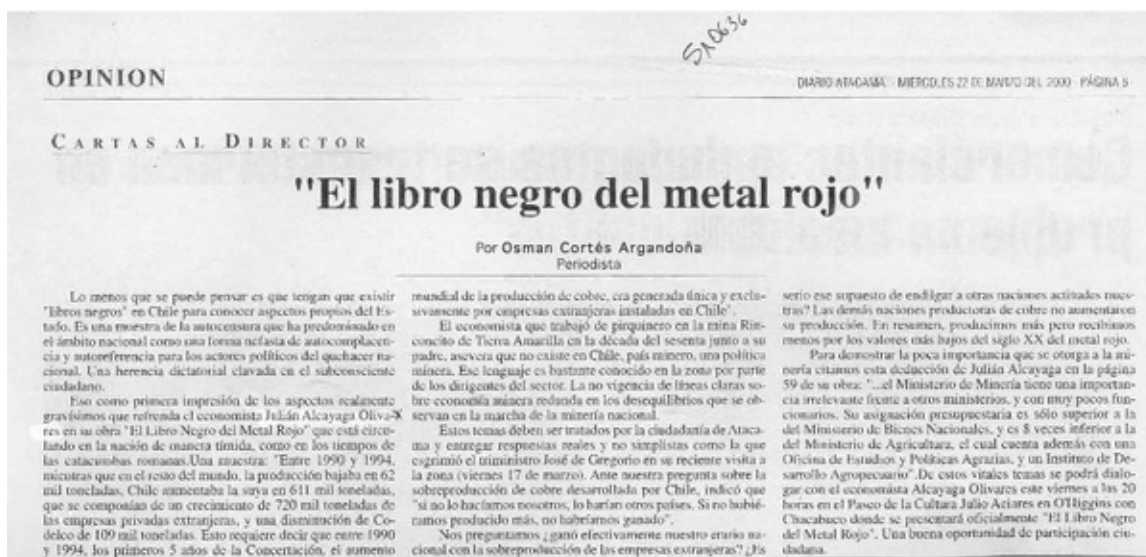 SAD636
OPINION
DIARIO ATACAMA - MIERCOLES 22 DE MARZO DEL 2000 - PÁGINA 5
CARTAS AL DIRECTOR
"El libro negro del metal rojo"
Por Osman Cortés Argandoña
Periodista
Lo menos que se puede pensar es que tengan que existir
"libros negros" en Chile para conocer aspectos propios del Es-
tado. Es una muestra de la autocensura que ha predominado en
el ámbito nacional como una forma nefasta de autocomplacen-
cia y autoreferencia para los actores políticos del quehacer na-
cional. Una herencia dictatorial clavada en el subconsciente
ciudadano.
Eso como primera impresión de los aspectos realmente
gravísimos que refrenda el economista Julián Alcayaga Oliva-
res en su obra "El Libro Negro del Metal Rojo" que está circu-
lando en la nación de manera tímida, como en los tiempos de
las catacumbas romanas.Una muestra: "Entre 1990 y 1994,
mientras que en el resto del mundo, la producción bajaba en 62
mil toneladas, Chile aumentaba la suya en 611 mil toneladas,
que se componían de un crecimiento de 720 mil toneladas de
las empresas privadas extranjeras, y una disminución de Co-
delco de 109 mil toneladas. Esto requiere decir que entre 1990
y 1994, los primeros 5 años de la Concertación, el aumento
mundial de la producción de cobre, era generada única y exclu-
sivamente por empresas extranjeras instaladas en Chile".
El economista que trabajó de pirquinero en la mina Rin-
concito de Tierra Amarilla en la década del sesenta junto a su
padre, asevera que no existe en Chile, país minero, una política
minera. Ese lenguaje es bastante conocido en la zona por parte
de los dirigentes del sector. La no vigencia de líneas claras so-
bre economía minera redunda en los desequilibrios que se ob-
servan en la marcha de la minería nacional.
Estos temas deben ser tratados por la ciudadanía de Ataca-
ma y entregar respuestas reales y no simplistas como la que
esgrimió el triministro José de Gregorio en su reciente visita a
la zona (viernes 17 de marzo). Ante nuestra pregunta sobre la
sobreproducción de cobre desarrollada por Chile, indicó que
"si no lo hacíamos nosotros, lo harían otros países. Si no hubié-
ramos producido más, no habríamos ganado".
Nos preguntamos ¿ganó efectivamente nuestro erario na-
cional con la sobreproducción de las empresas extranjeras? ¿Es
serio ese supuesto de endilgar a otras naciones actitudes nues-
tras? Las demás naciones productoras de cobre no aumentaron
su producción. En resumen, producimos más pero recibimos
menos por los valores más bajos del siglo XX del metal rojo.
Para demostrar la poca importancia que se otorga a la mi-
nería citamos esta deducción de Julián Alcayaga en la página
59 de su obra: "...el Ministerio de Minería tiene una importan-
cia irrelevante frente a otros ministerios, y con muy pocos fun-
cionarios. Su asignación presupuestaria es sólo superior a la
del Ministerio de Bienes Nacionales, y es 8 veces inferior a la
del Ministerio de Agricultura, el cual cuenta además con una
Oficina de Estudios y Políticas Agrarias, y un Instituto de De-
sarrollo Agropecuario".De estos vitales temas se podrá dialo-
gar con el economista Alcayaga Olivares este viernes a las 20
horas en el Paseo de la Cultura Julio Aciares en O'Higgins con
Chacabuco donde se presentará oficialmente "El Libro Negro
del Metal Rojo". Una buena oportunidad de participación ciu-
dadana.